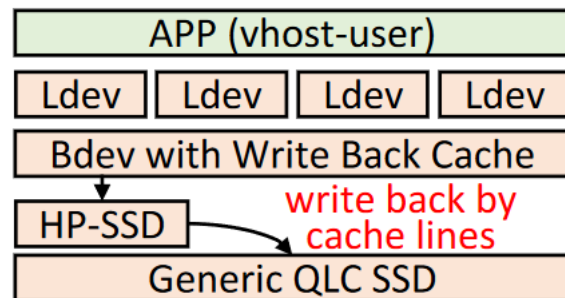 APP (vhost-user)
Ldev Ldev Ldev Ldev
Bdev with Write Back Cache
HP-SSD
write back by
cache lines
Generic QLC SSD